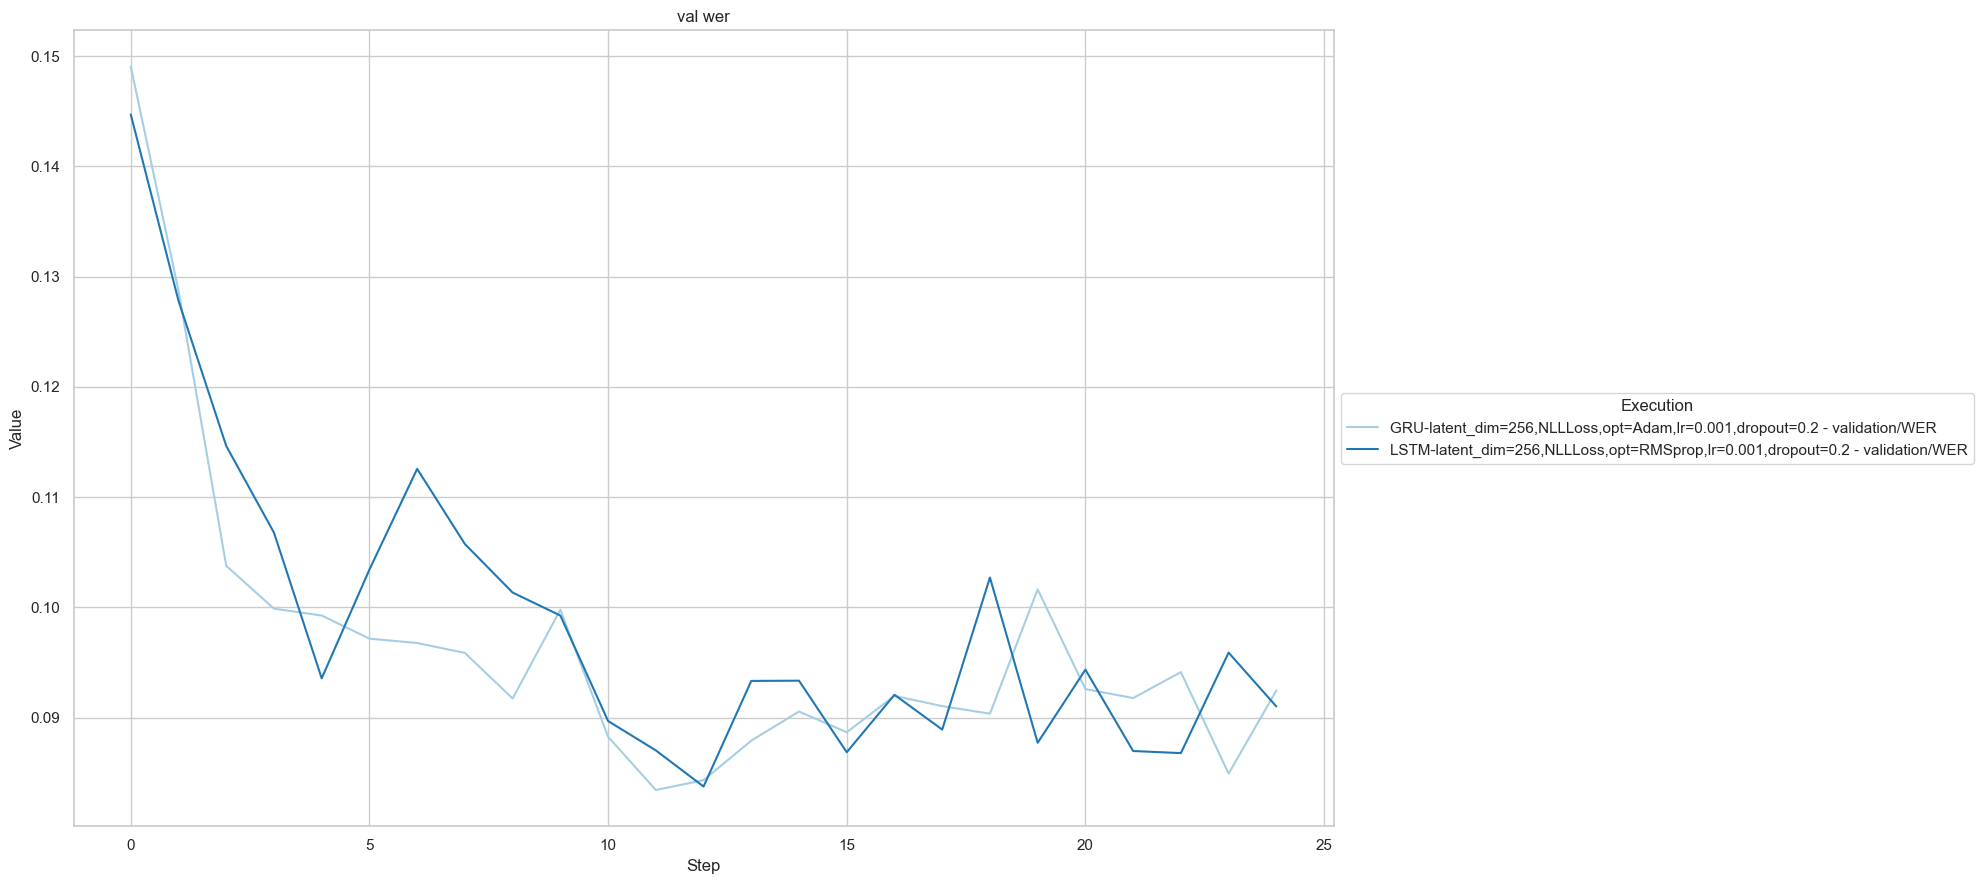 val wer
0.15
0.14
0.13
0.12
0.11
0.10
0.09
Value
0
5
10
15
20
25
Step
Execution
GRU-latent_dim=256,NLLLoss,opt=Adam,lr=0.001,dropout=0.2 - validation/WER
LSTM-latent_dim=256,NLLLoss,opt=RMSprop,lr=0.001,dropout=0.2 - validation/WER